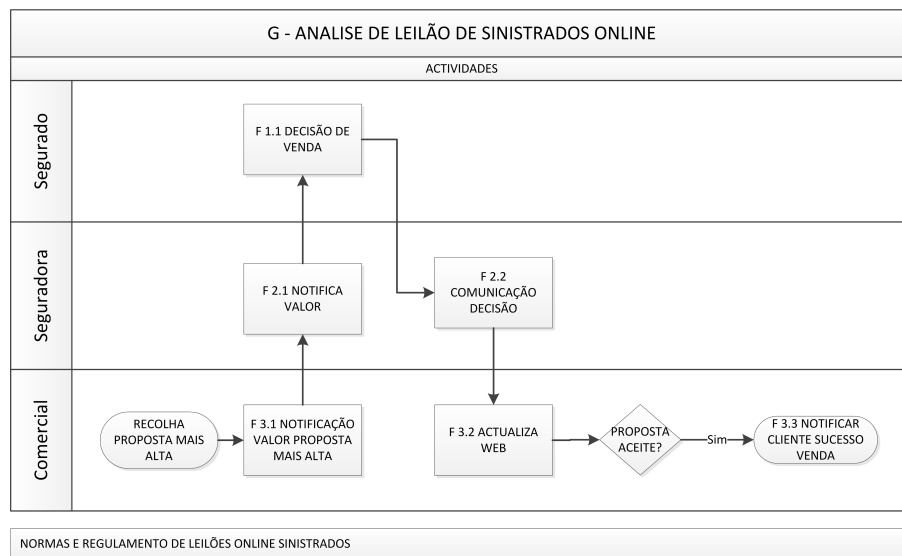 G - ANALISE DE LEILÃO DE SINISTRADOS ONLINE
ACTIVIDADES
Segurado
F 1.1 DECISÃO DE
VENDA
Seguradora
F 2.1 NOTIFICA
VALOR
F 2.2
COMUNICAÇÃO
DECISÃO
Comercial
RECOLHA
PROPOSTA MAIS
ALTA
F 3.1 NOTIFICAÇÃO
VALOR PROPOSTA
MAIS ALTA
F 3.2 ACTUALIZA
WEB
PROPOSTA
ACEITE?
Sim
F 3.3 NOTIFICAR
CLIENTE SUCESSO
VENDA
NORMAS E REGULAMENTO DE LEILÕES ONLINE SINISTRADOS